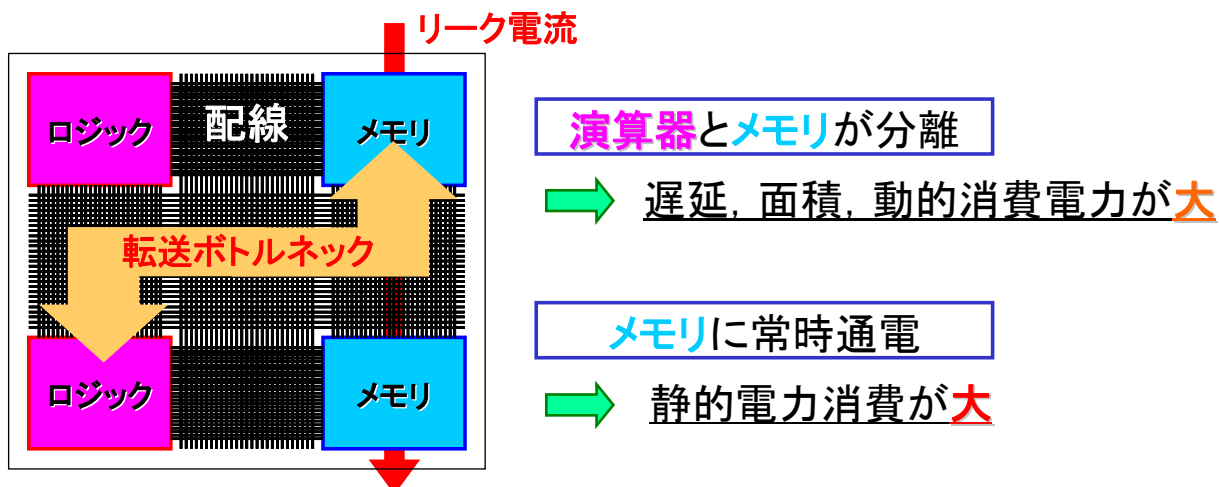 リーク電流
ロジック
配線
メモリ
転送ボトルネック
ロジック
メモリ
演算器とメモリが分離
遅延，面積，動的消費電力が大
メモリに常時通電
静的電力消費が大